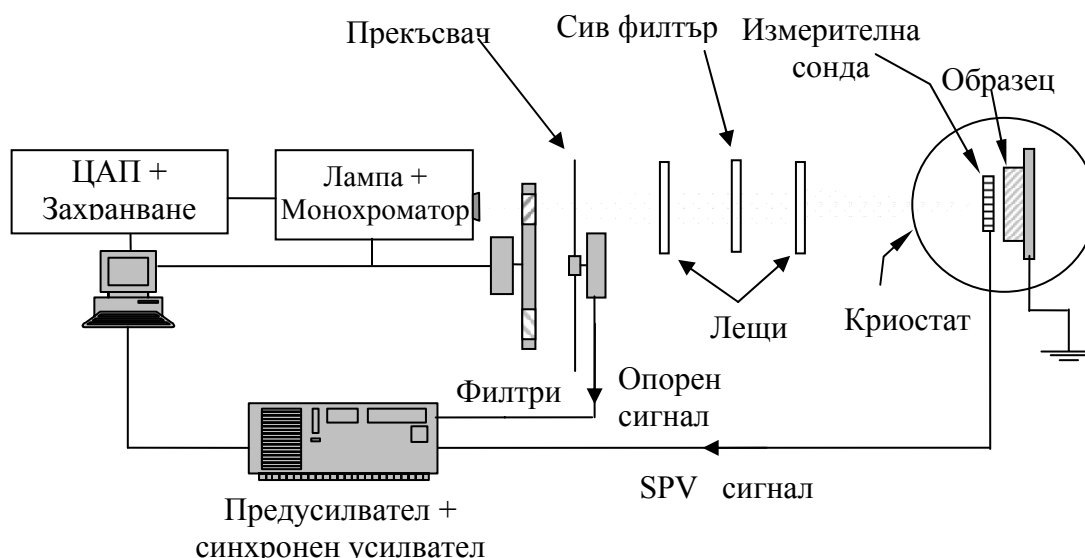 Прекъсвач
Сив филтър
Измерителна
сонда
Образец
ЦАП +
Захранване
Лампа +
Монохроматор
Криостат
Лещи
Филтри
Опорен
сигнал
SPV сигнал
Предусилвател +
синхронен усилвател